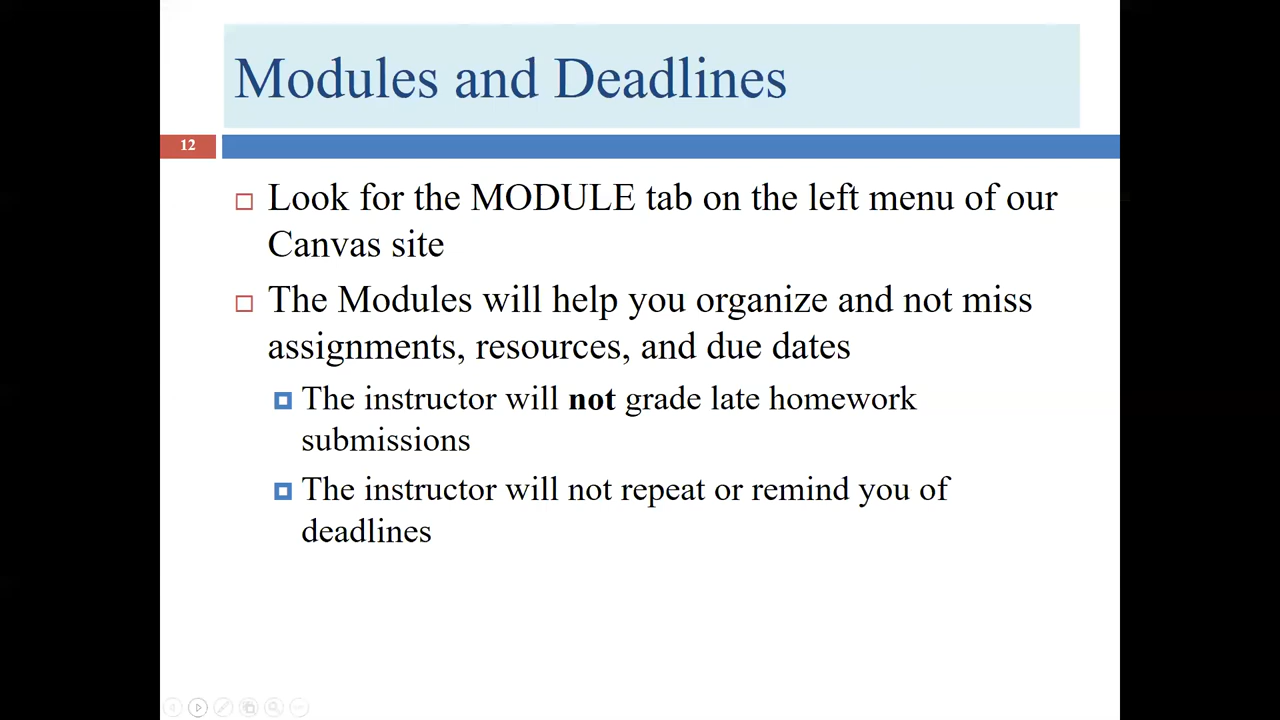 Modules and Deadlines
12
Look for the MODULE tab on the left menu of our
Canvas site
The Modules will help you organize and not miss
assignments, resources, and due dates
The instructor will not grade late homework
submissions
The instructor will not repeat or remind you of
deadlines